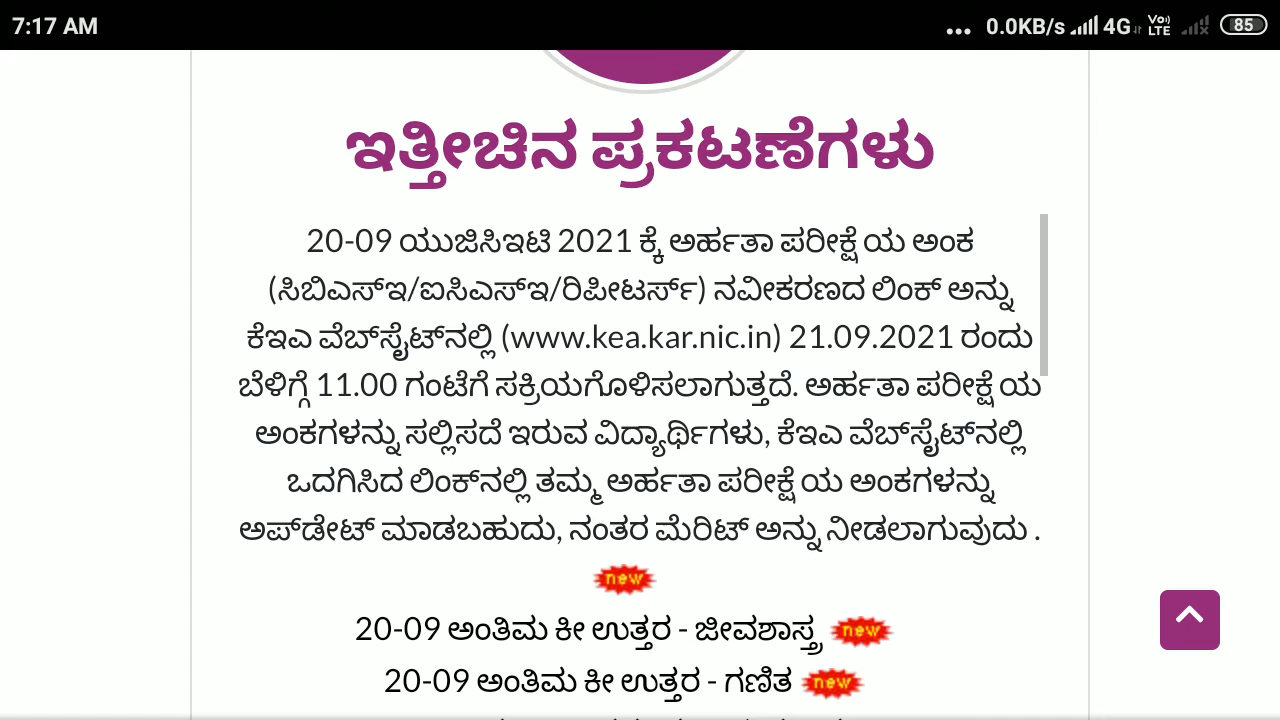 7:17 AM
... 0.0KB/s 4G Vo) LTE 85
ಇತ್ತೀಚಿನ ಪ್ರಕಟಣೆಗಳು
20-09 ಯುಜಿಸಿಇಟಿ 2021 ಕ್ಕೆ ಅರ್ಹತಾ ಪರೀಕ್ಷೆಯ ಅಂಕ
(ಸಿಬಿಎಸ್ಇ/ಐಸಿಎಸ್ಇ/ರಿಪೀಟರ್ಸ್) ನವೀಕರಣದ ಲಿಂಕ್ ಅನ್ನು
ಕೆಇಎ ವೆಬ್‌ಸೈಟ್‌ನಲ್ಲಿ (www.kea.kar.nic.in) 21.09.2021 ರಂದು
ಬೆಳಿಗ್ಗೆ 11.00 ಗಂಟೆಗೆ ಸಕ್ರಿಯಗೊಳಿಸಲಾಗುತ್ತದೆ. ಅರ್ಹತಾ ಪರೀಕ್ಷೆಯ
ಅಂಕಗಳನ್ನು ಸಲ್ಲಿಸದೆ ಇರುವ ವಿದ್ಯಾರ್ಥಿಗಳು, ಕೆಇಎ ವೆಬ್‌ಸೈಟ್‌ನಲ್ಲಿ
ಒದಗಿಸಿದ ಲಿಂಕ್‌ನಲ್ಲಿ ತಮ್ಮ ಅರ್ಹತಾ ಪರೀಕ್ಷೆಯ ಅಂಕಗಳನ್ನು
ಅಪ್‌ಡೇಟ್ ಮಾಡಬಹುದು, ನಂತರ ಮೆರಿಟ್ ಅನ್ನು ನೀಡಲಾಗುವುದು .
new
20-09 ಅಂತಿಮ ಕೀ ಉತ್ತರ - ಜೀವಶಾಸ್ತ್ರ new
20-09 ಅಂತಿಮ ಕೀ ಉತ್ತರ - ಗಣಿತ new